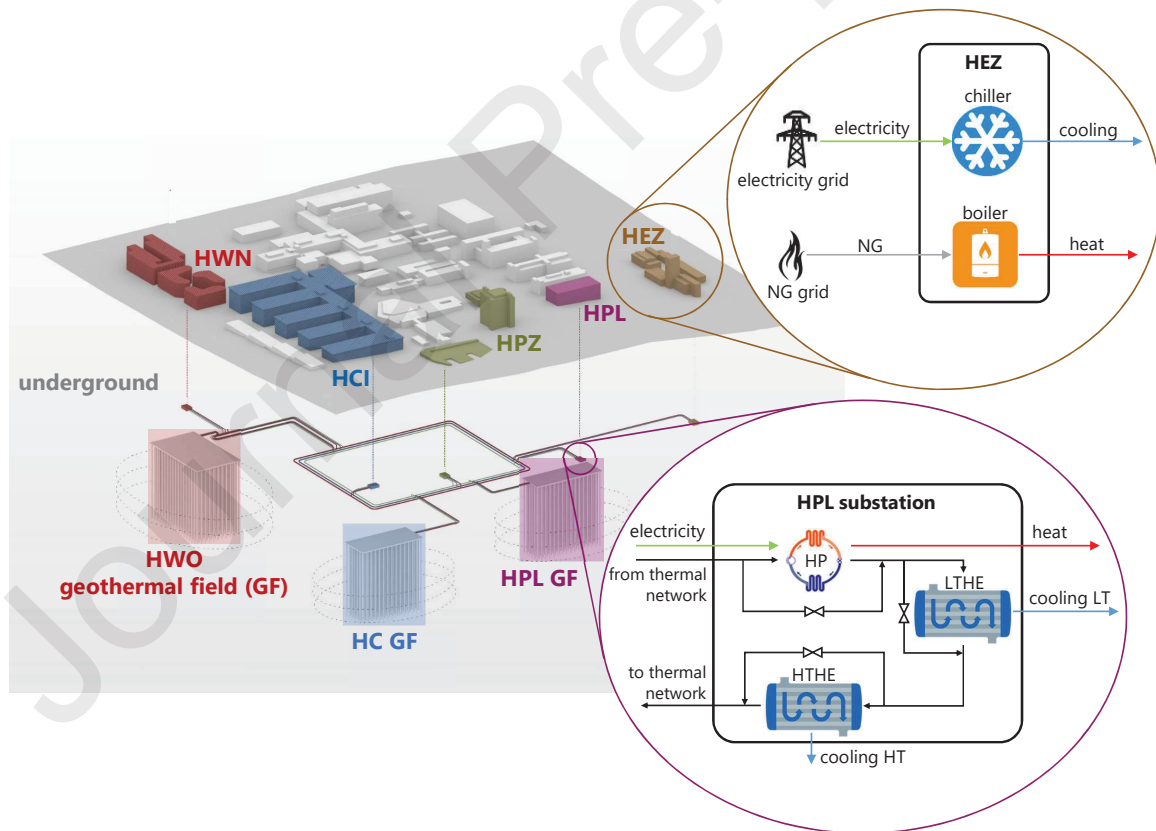 Journal Pre-
HEZ
chiller
electricity
cooling
electricity grid
boiler
NG
heat
NG grid
HWN
HEZ
HPL
HPZ
HCI
underground
HWO
geothermal field (GF)
HC GF
HPL GF
HPL substation
electricity
heat
HP
from thermal
network
LTHE
cooling LT
to thermal
network
HTHE
cooling HT